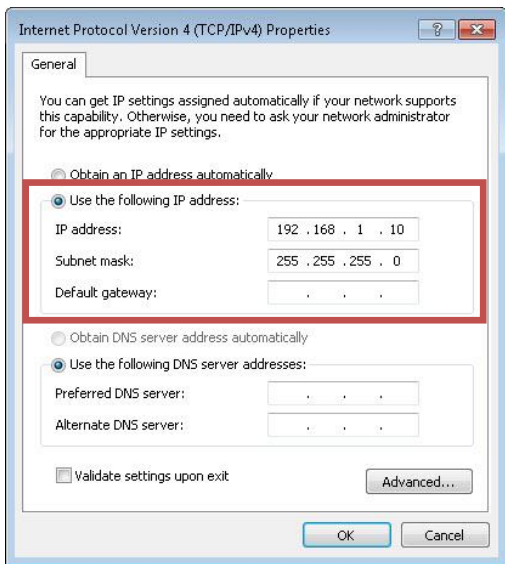 Internet Protocol Version 4 (TCP/IPv4) Properties
General
You can get IP settings assigned automatically if your network supports
this capability. Otherwise, you need to ask your network administrator
for the appropriate IP settings.
Obtain an IP address automatically
Use the following IP address:
IP address: 192 . 168 . 1 . 10
Subnet mask: 255 . 255 . 255 . 0
Default gateway: . . .
Obtain DNS server address automatically
Use the following DNS server addresses:
Preferred DNS server: . . .
Alternate DNS server: . . .
Validate settings upon exit
Advanced...
OK Cancel